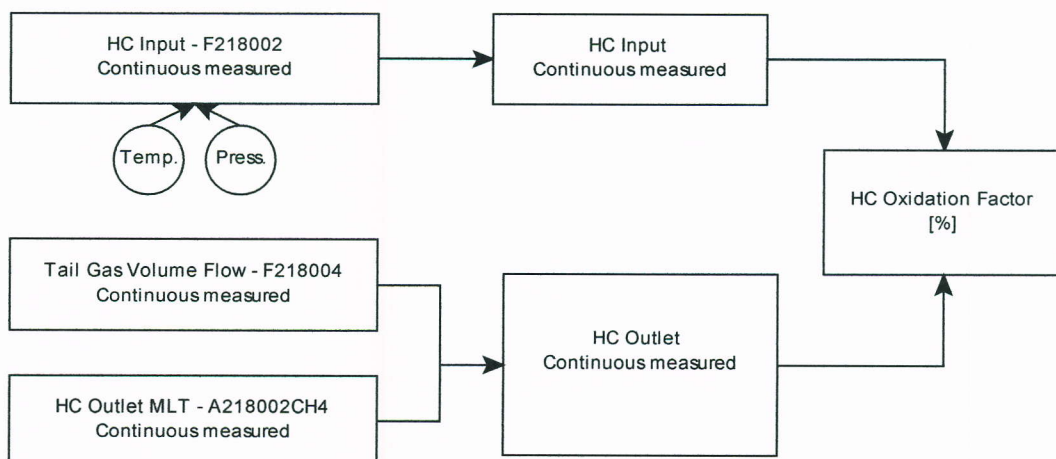 HC Input - F218002
Continuous measured
HC Input
Continuous measured
Temp.
Press.
HC Oxidation Factor
[%]
Tail Gas Volume Flow - F218004
Continuous measured
HC Outlet
Continuous measured
HC Outlet MLT - A218002CH4
Continuous measured